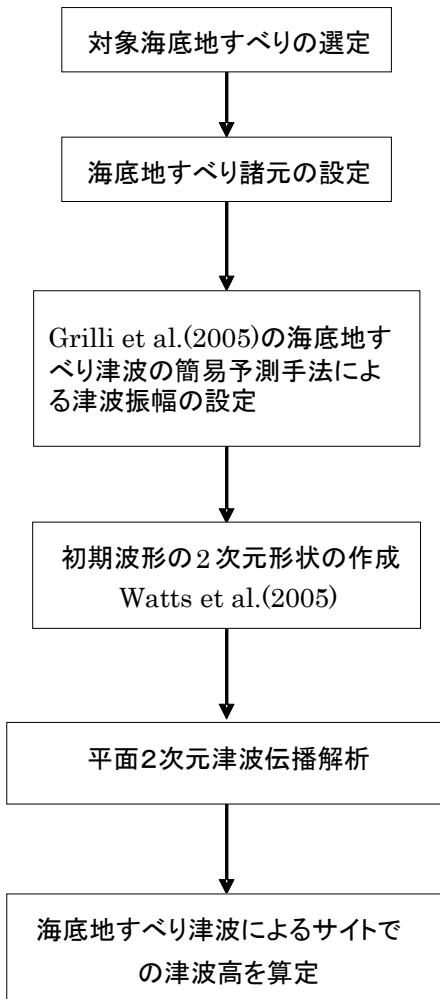 対象海底地すべりの選定
海底地すべり諸元の設定
Grilli et al.(2005)の海底地す
べり津波の簡易予測手法によ
る津波振幅の設定
初期波形の2次元形状の作成
Watts et al.(2005)
平面２次元津波伝播解析
海底地すべり津波によるサイトで
の津波高を算定